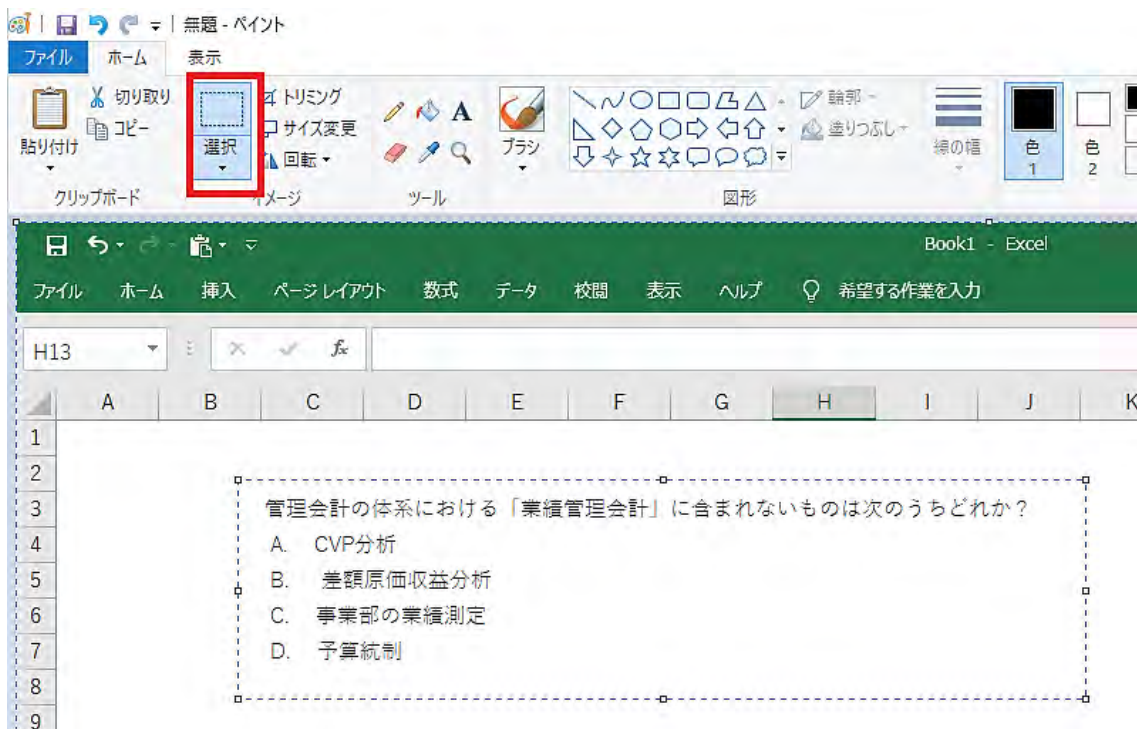 無題 - ペイント
ファイル ホーム 表示
貼り付け
切り取り
コピー
クリップボード
選択
トリミング
サイズ変更
回転
イメージ
A
ツール
ブラシ
輪郭
塗りつぶし
図形
線の幅
色
1
色
2
Book1 - Excel
ファイル ホーム 挿入 ページ レイアウト 数式 データ 校閲 表示 ヘルプ 希望する作業を入力
H13 fx
A B C D E F G H I J K
1
2
3 管理会計の体系における「業績管理会計」に含まれないものは次のうちどれか？
4 A. CVP分析
5 B. 差額原価収益分析
6 C. 事業部の業績測定
7 D. 予算統制
8
9